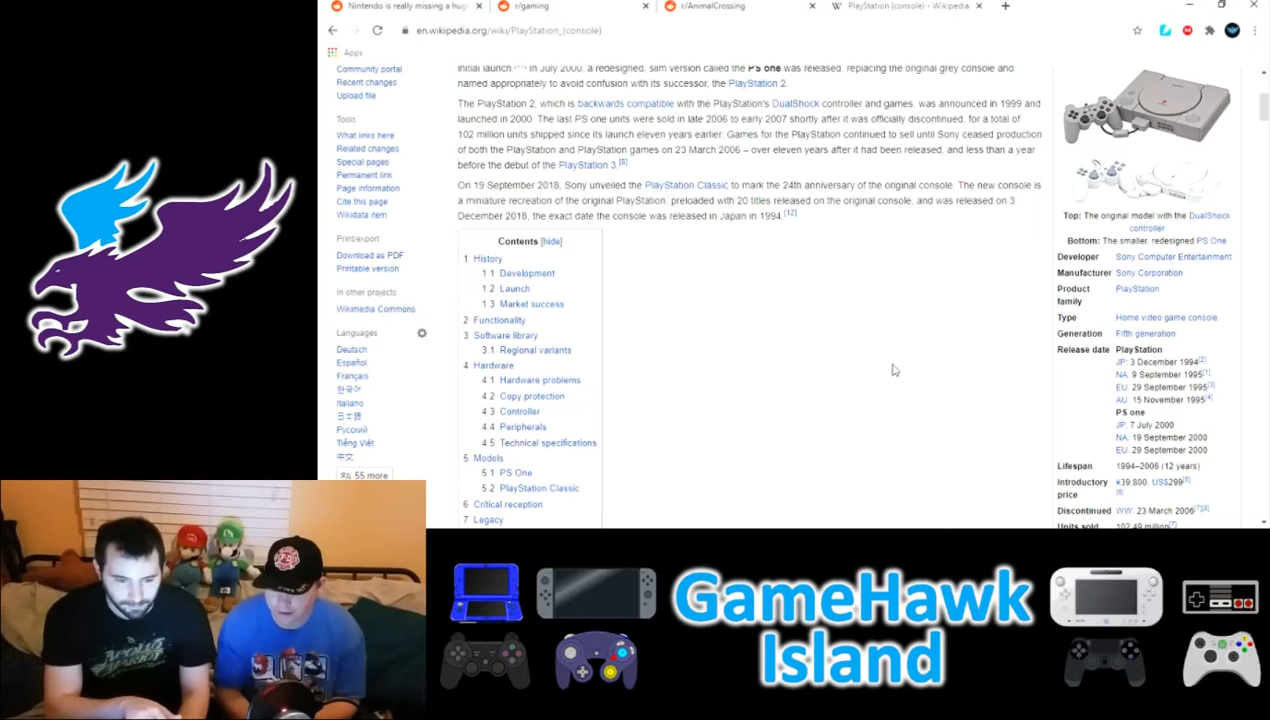 Nintendo is really missing a hug
r/gaming
r/AnimalCrossing
PlayStation (console) - Wikipedia
en.wikipedia.org/wiki/PlayStation_(console)
Apps
Community portal
Recent changes
Upload file
Tools
What links here
Related changes
Special pages
Permanent link
Page information
Cite this page
Wikidata item
Print/export
Download as PDF
Printable version
In other projects
Wikimedia Commons
Languages
Deutsch
Español
Français
한국어
Italiano
日本語
Русский
Tiếng Việt
中文
55 more
initial launch. In July 2000, a redesigned, slim version called the PS one was released, replacing the original grey console and
named appropriately to avoid confusion with its successor, the PlayStation 2.
The PlayStation 2, which is backwards compatible with the PlayStation's DualShock controller and games, was announced in 1999 and
launched in 2000. The last PS one units were sold in late 2006 to early 2007 shortly after it was officially discontinued, for a total of
102 million units shipped since its launch eleven years earlier. Games for the PlayStation continued to sell until Sony ceased production
of both the PlayStation and PlayStation games on 23 March 2006 – over eleven years after it had been released, and less than a year
before the debut of the PlayStation 3.
On 19 September 2018, Sony unveiled the PlayStation Classic to mark the 24th anniversary of the original console. The new console is
a miniature recreation of the original PlayStation, preloaded with 20 titles released on the original console, and was released on 3
December 2018, the exact date the console was released in Japan in 1994.[12]
Contents [hide]
1 History
1.1 Development
1.2 Launch
1.3 Market success
2 Functionality
3 Software library
3.1 Regional variants
4 Hardware
4.1 Hardware problems
4.2 Copy protection
4.3 Controller
4.4 Peripherals
4.5 Technical specifications
5 Models
5.1 PS One
5.2 PlayStation Classic
6 Critical reception
7 Legacy
Top: The original model with the DualShock
controller
Bottom: The smaller, redesigned PS One
Developer Sony Computer Entertainment
Manufacturer Sony Corporation
Product PlayStation
family
Type Home video game console
Generation Fifth generation
Release date PlayStation
JP: 3 December 1994[2]
NA: 9 September 1995[1]
EU: 29 September 1995[3]
AU: 15 November 1995[4]
PS one
JP: 7 July 2000
NA: 19 September 2000
EU: 29 September 2000
Lifespan 1994–2006 (12 years)
Introductory ¥39,800, US$299[5]
price
Discontinued WW: 23 March 2006
Units sold 102.49 million
GameHawk
Island